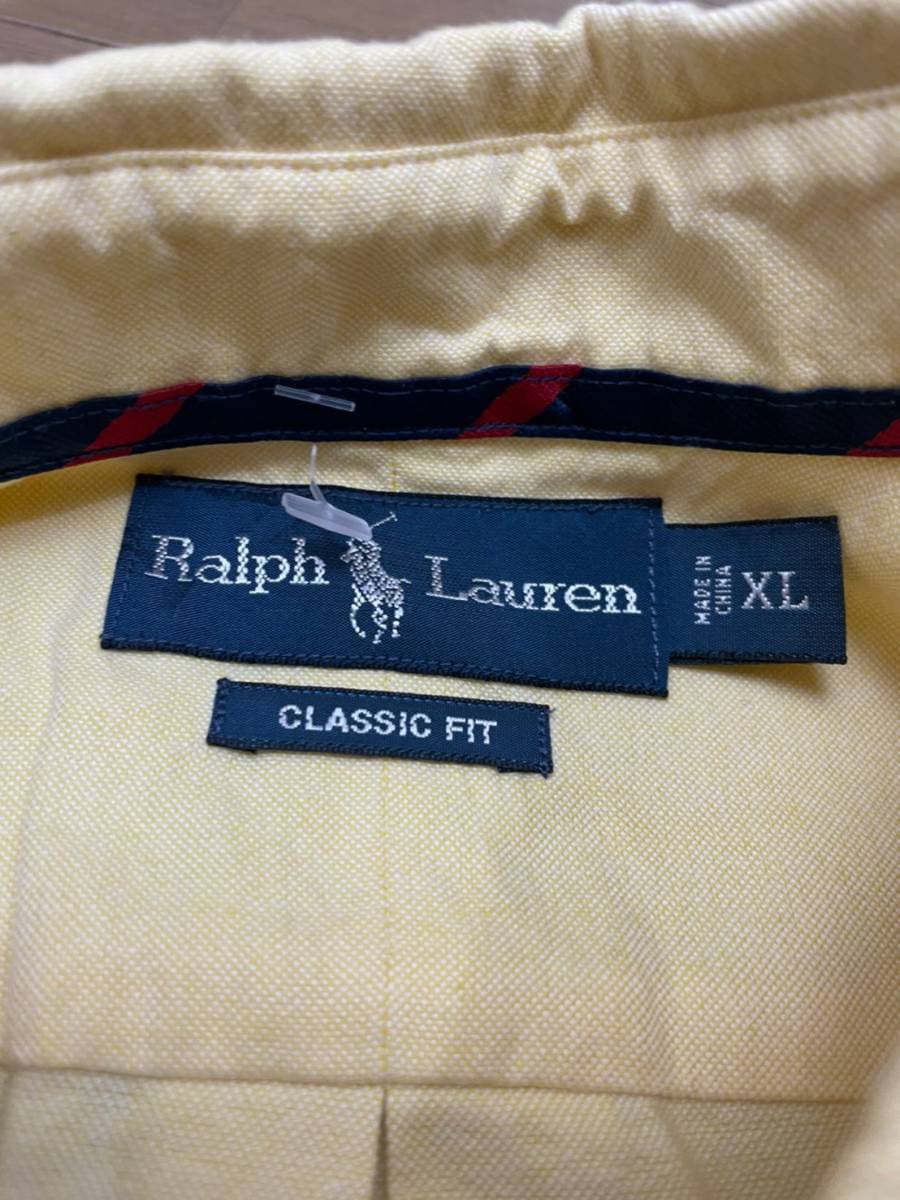 Ralph Lauren
MADE IN
CHINA
XL
CLASSIC FIT